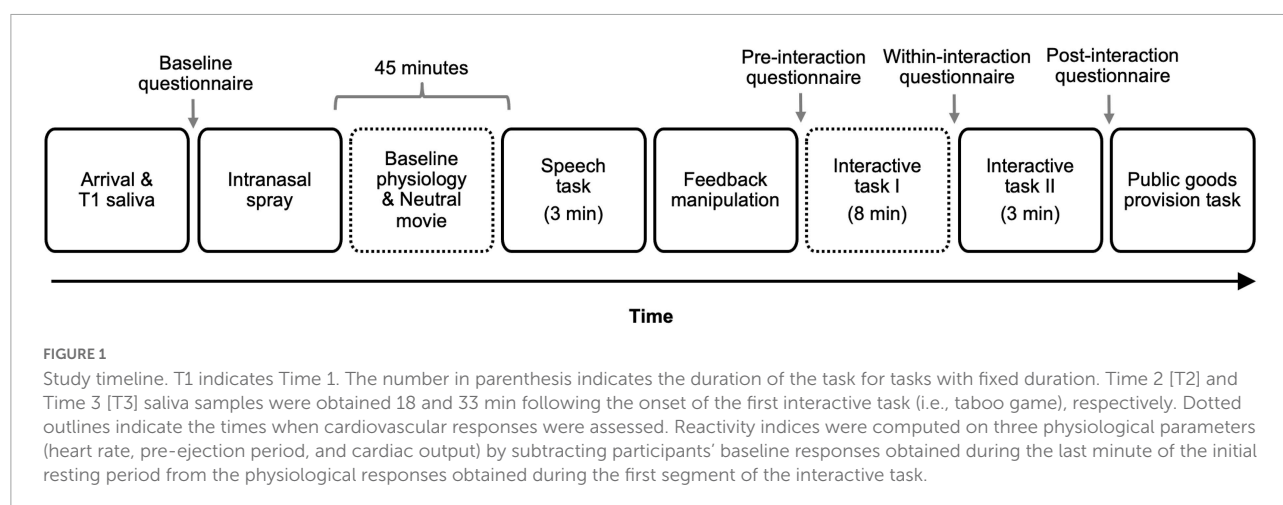 Baseline
questionnaire
45 minutes
Pre-interaction
questionnaire
Within-interaction
questionnaire
Post-interaction
questionnaire
Arrival &
T1 saliva
Intranasal
spray
Baseline
physiology
& Neutral
movie
Speech
task
(3 min)
Feedback
manipulation
Interactive
task I
(8 min)
Interactive
task II
(3 min)
Public goods
provision task
Time
FIGURE 1
Study timeline. T1 indicates Time 1. The number in parenthesis indicates the duration of the task for tasks with fixed duration. Time 2 [T2] and
Time 3 [T3] saliva samples were obtained 18 and 33 min following the onset of the first interactive task (i.e., taboo game), respectively. Dotted
outlines indicate the times when cardiovascular responses were assessed. Reactivity indices were computed on three physiological parameters
(heart rate, pre-ejection period, and cardiac output) by subtracting participants’ baseline responses obtained during the last minute of the initial
resting period from the physiological responses obtained during the first segment of the interactive task.